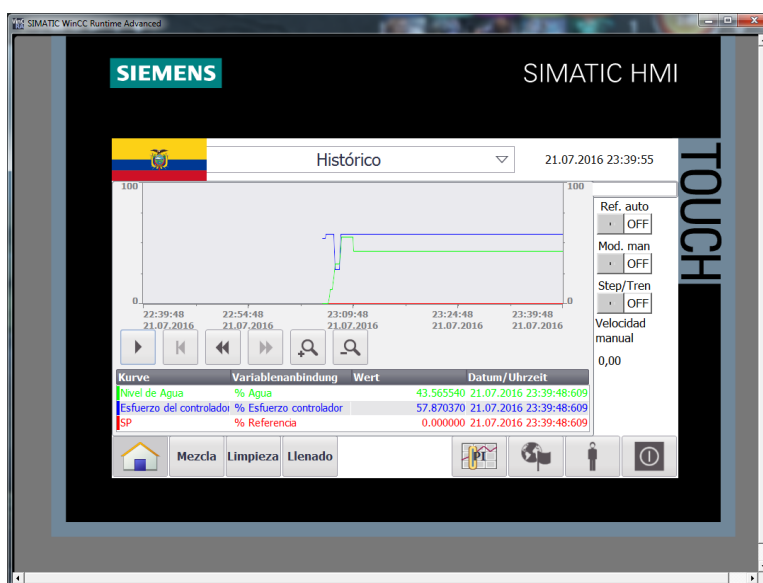 SIMATIC WinCC Runtime Advanced
SIEMENS
SIMATIC HMI
TOUCH
Histórico
21.07.2016 23:39:55
100
100
0
0
22:39:48 22:54:48 23:09:48 23:24:48 23:39:48
21.07.2016 21.07.2016 21.07.2016 21.07.2016 21.07.2016
Ref. auto
OFF
Mod. man
OFF
Step/Tren
OFF
Velocidad
manual
0,00
Kurve Variablenanbindung Wert Datum/Uhrzeit
Nivel de Agua % Agua 43.565540 21.07.2016 23:39:48:609
Esfuerzo del controlador % Esfuerzo controlador 57.870370 21.07.2016 23:39:48:609
SP % Referencia 0.000000 21.07.2016 23:39:48:609
Mezcla Limpieza Llenado PI